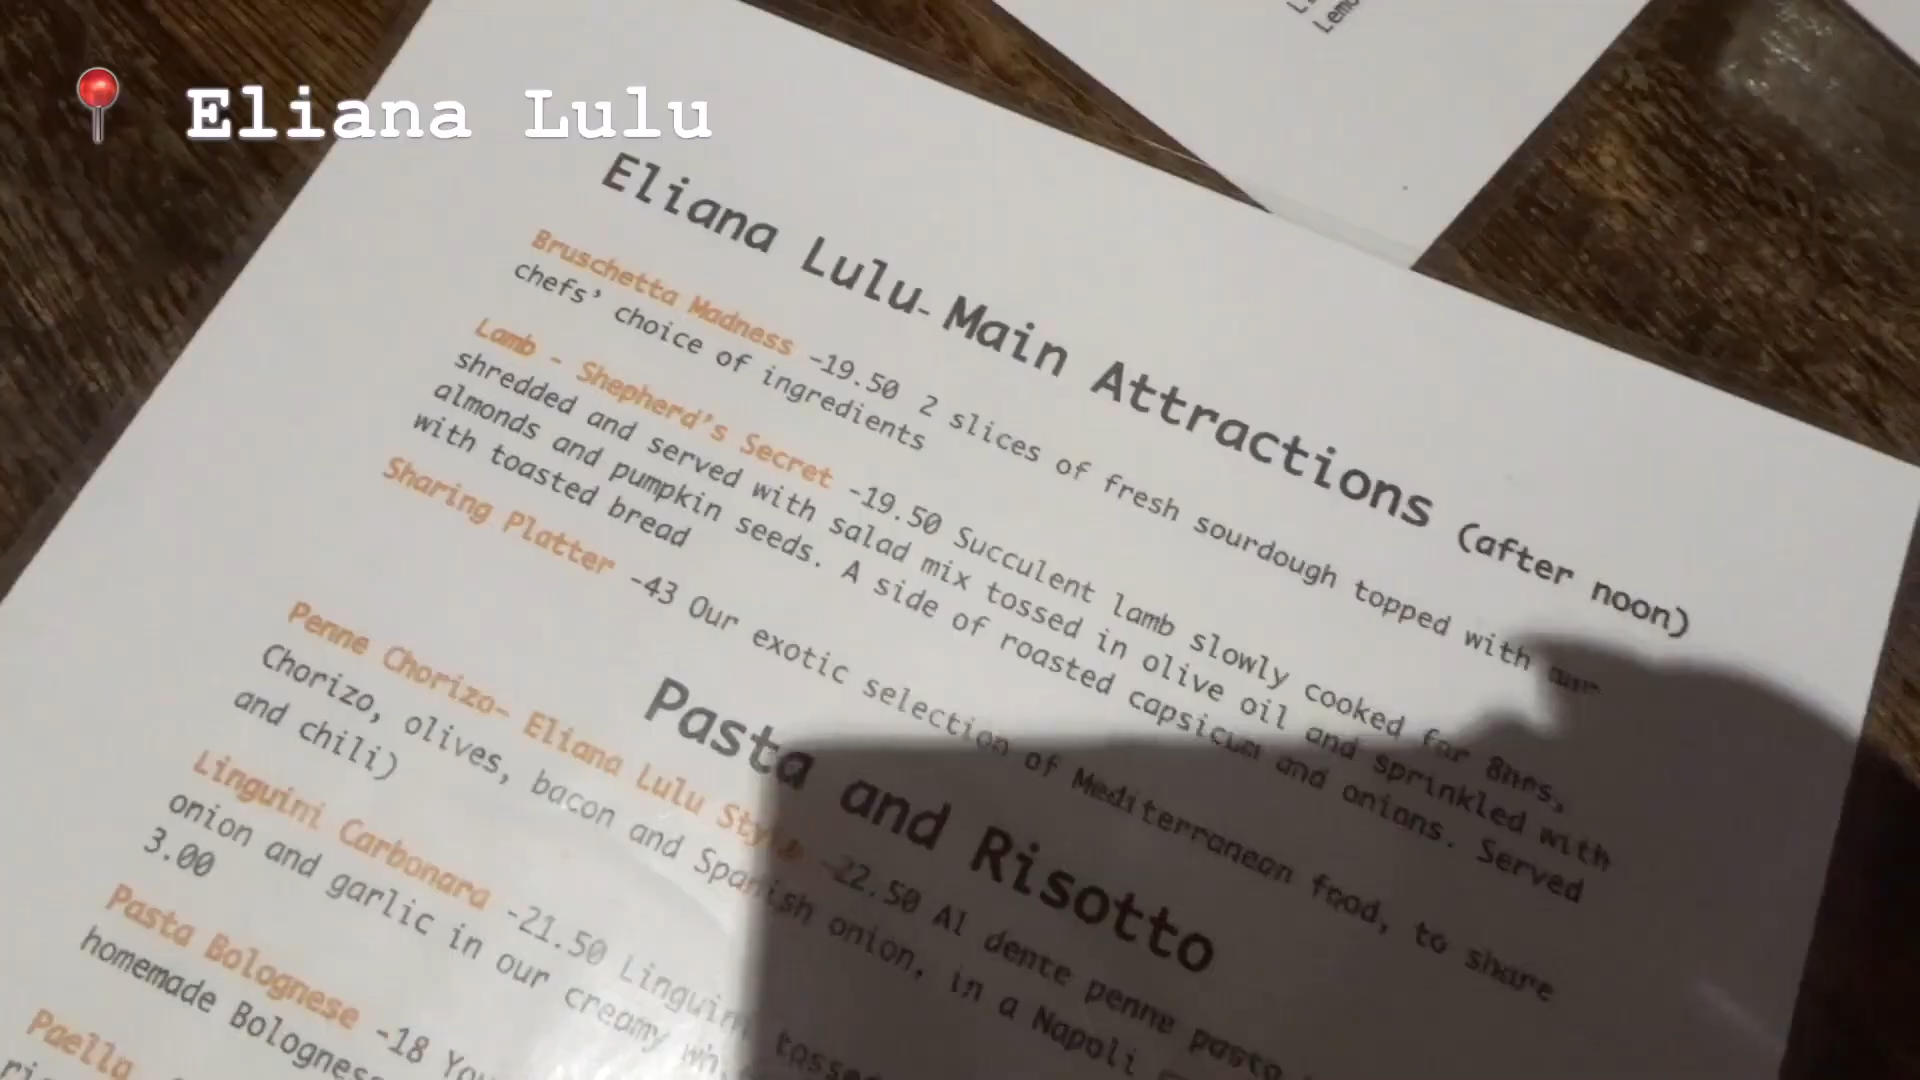 Eliana Lulu
Lemo
Eliana Lulu- Main Attractions (after noon)
Bruschetta Madness -19.50 2 slices of fresh sourdough topped with our
chefs' choice of ingredients
Lamb - Shepherd's Secret -19.50 Succulent lamb slowly cooked for 8hrs,
shredded and served with salad mix tossed in olive oil and sprinkled with
almonds and pumpkin seeds. A side of roasted capsicum and onions. Served
with toasted bread
Sharing Platter -43 Our exotic selection of Mediterranean food, to share
Pasta and Risotto
Penne Chorizo- Eliana Lulu Style -22.50 Al dente penne pasta
Chorizo, olives, bacon and Spanish onion, in a Napoli
and chili)
Linguini Carbonara -21.50 Linguini tossed
onion and garlic in our creamy
3.00
Pasta Bolognese -18
homemade
Paella